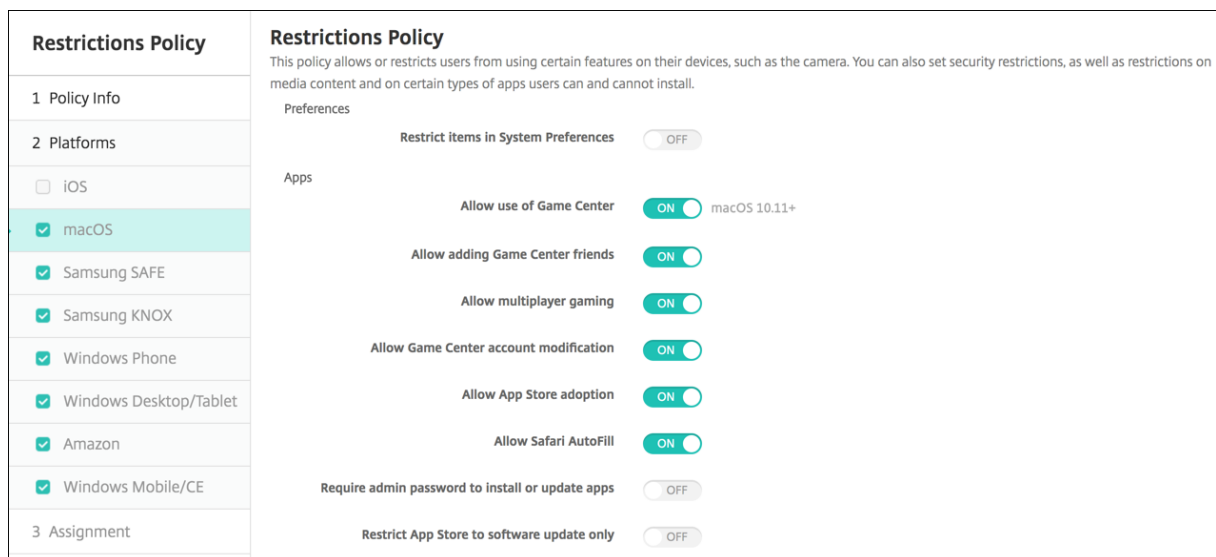 Restrictions Policy
1 Policy Info
2 Platforms
iOS
macOS
Samsung SAFE
Samsung KNOX
Windows Phone
Windows Desktop/Tablet
Amazon
Windows Mobile/CE
3 Assignment
Restrictions Policy
This policy allows or restricts users from using certain features on their devices, such as the camera. You can also set security restrictions, as well as restrictions on
media content and on certain types of apps users can and cannot install.
Preferences
Restrict items in System Preferences OFF
Apps
Allow use of Game Center ON macOS 10.11+
Allow adding Game Center friends ON
Allow multiplayer gaming ON
Allow Game Center account modification ON
Allow App Store adoption ON
Allow Safari AutoFill ON
Require admin password to install or update apps OFF
Restrict App Store to software update only OFF